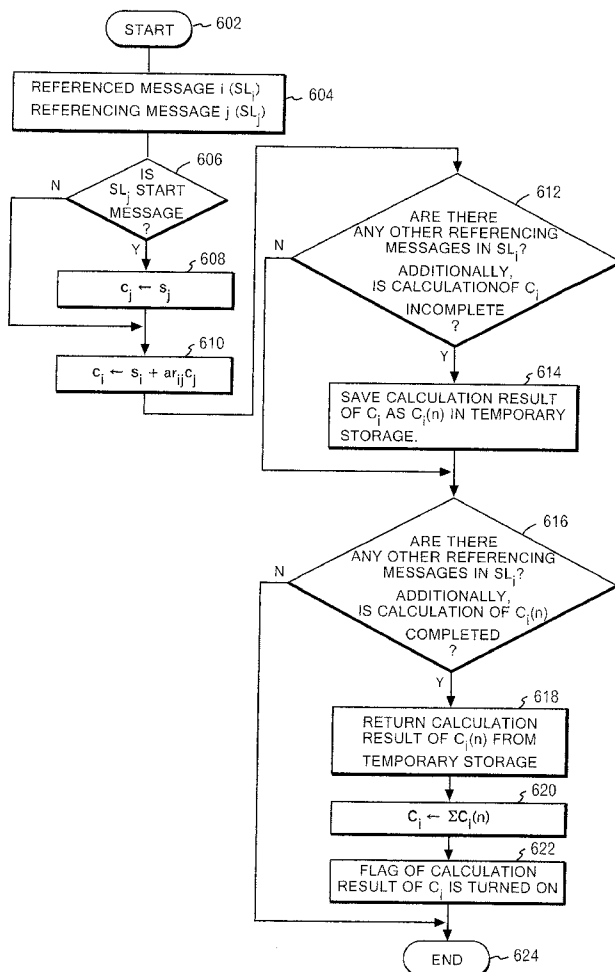 START
602
REFERENCED MESSAGE i (SLi)
REFERENCING MESSAGE j (SLj)
604
606
N
IS
SLj START
MESSAGE
?
Y
608
cj ← sj
610
ci ← si + arijcj
612
N
ARE THERE
ANY OTHER REFERENCING
MESSAGES IN SLi?
ADDITIONALLY,
IS CALCULATIONOF Ci
INCOMPLETE
?
Y
614
SAVE CALCULATION RESULT
OF Ci AS Ci(n) IN TEMPORARY
STORAGE.
616
N
ARE THERE
ANY OTHER REFERENCING
MESSAGES IN SLi?
ADDITIONALLY,
IS CALCULATION OF Ci(n)
COMPLETED
?
Y
618
RETURN CALCULATION
RESULT OF Ci(n) FROM
TEMPORARY STORAGE
620
Ci ← ΣCi(n)
622
FLAG OF CALCULATION
RESULT OF Ci IS TURNED ON
END
624